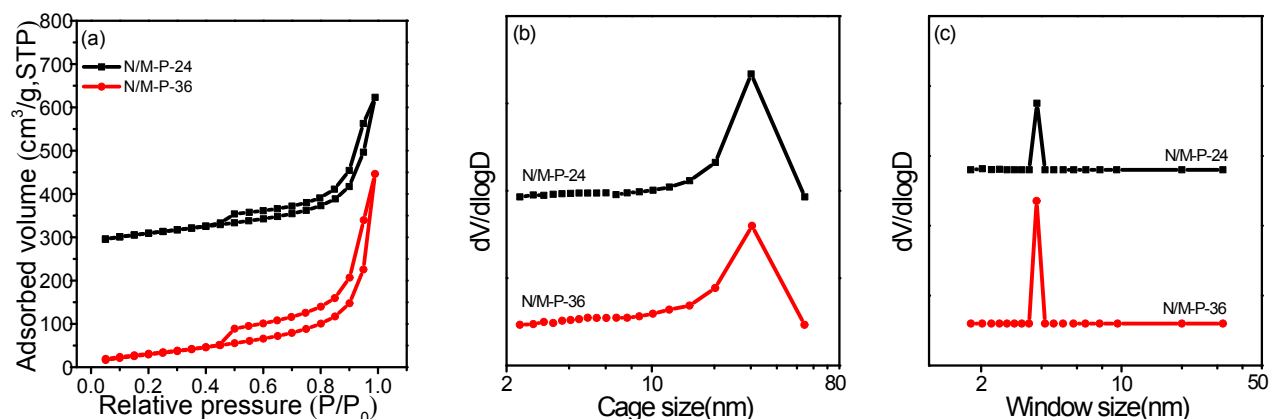 (a)
N/M-P-24
N/M-P-36
Adsorbed volume (cm³/g,STP)
800
700
600
500
400
300
200
100
0
0.0 0.2 0.4 0.6 0.8 1.0
Relative pressure (P/P₀)
(b)
N/M-P-24
N/M-P-36
dV/dlogD
2 10 80
Cage size(nm)
(c)
N/M-P-24
N/M-P-36
dV/dlogD
2 10 50
Window size(nm)